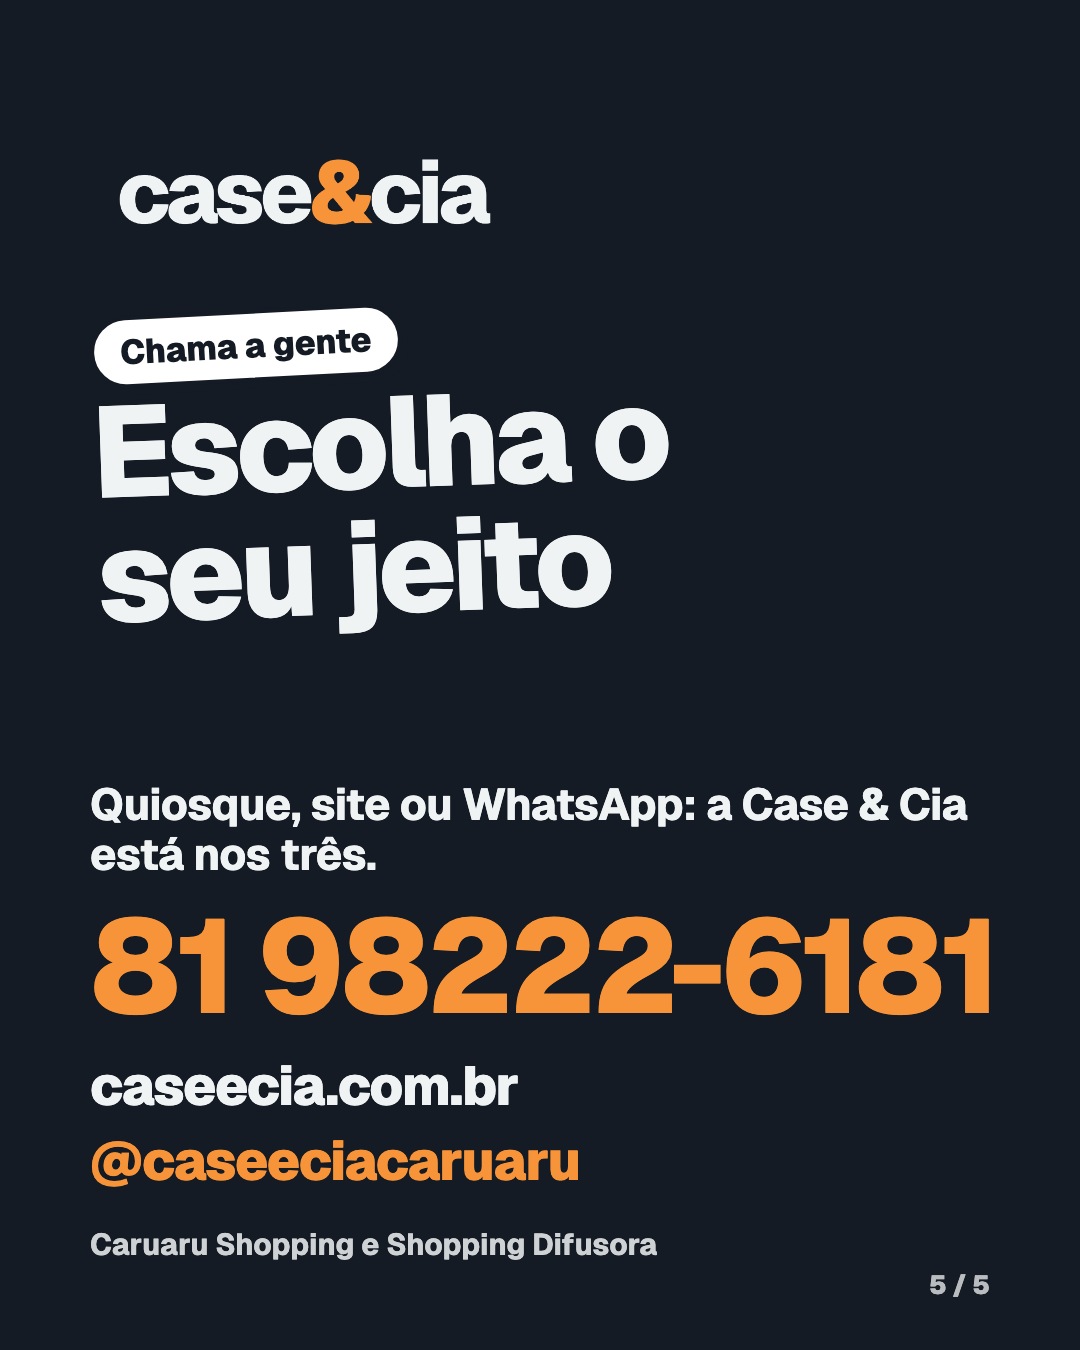 case&cia
Chama a gente
Escolha o
seu jeito
Quiosque, site ou WhatsApp: a Case & Cia
está nos três.
81 98222-6181
caseecia.com.br
@caseeciacaruaru
Caruaru Shopping e Shopping Difusora
5 / 5